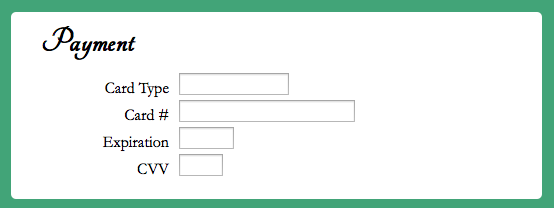 Payment
Card Type
Card #
Expiration
CVV